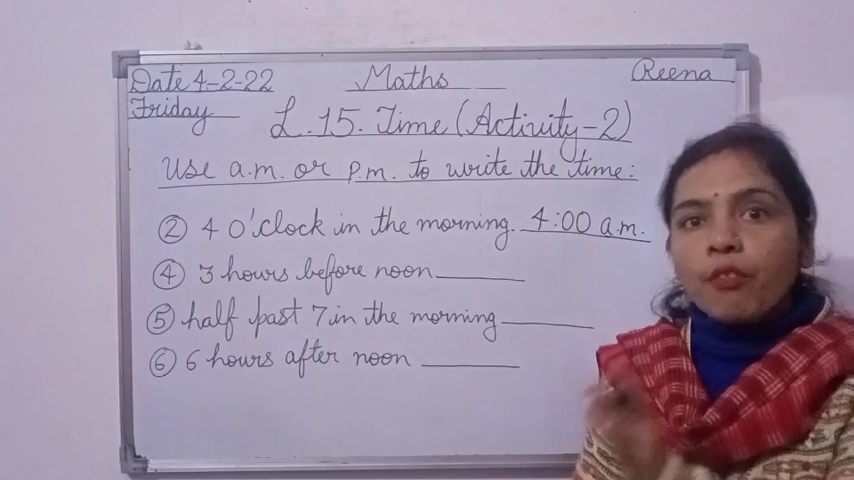 Date 4-2-22 Maths Reena
Friday
L.15. Time (Activity-2)
Use a.m. or p.m. to write the time:
② 4 O'clock in the morning. 4:00 a.m.
④ 3 hours before noon______
⑤ half past 7 in the morning______
⑥ 6 hours after noon ______